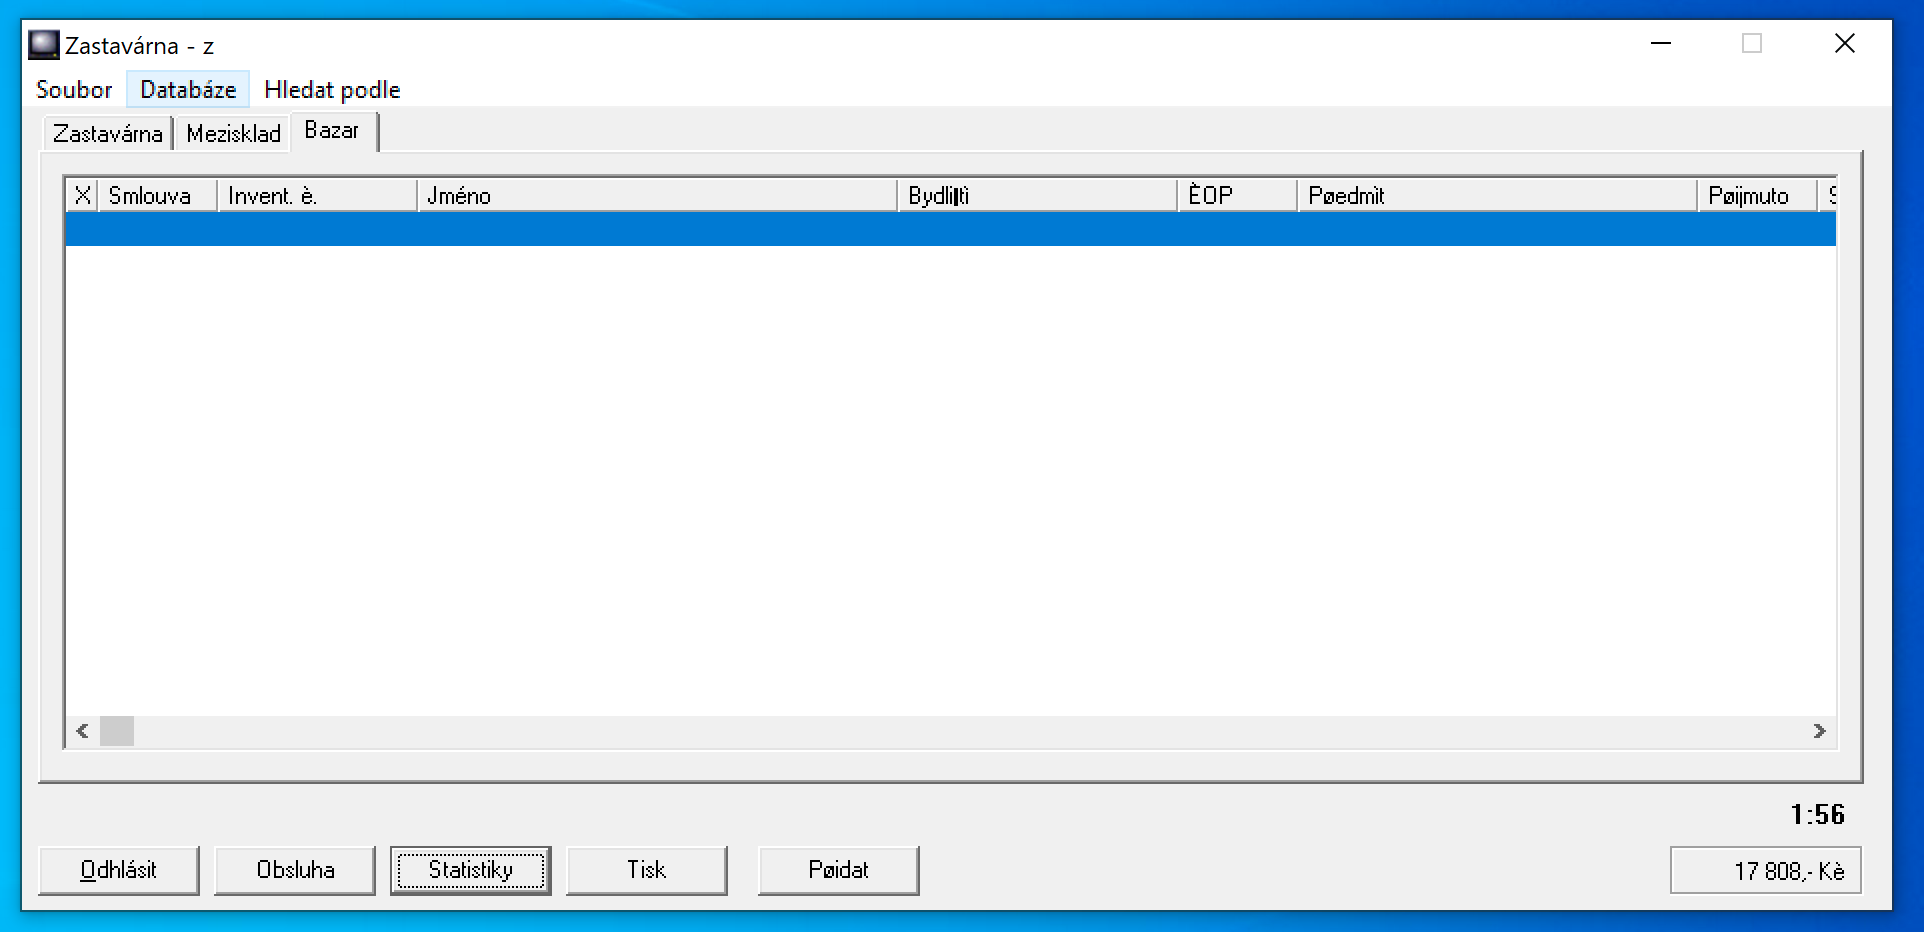 Zastavárna - z
Soubor Databáze Hledat podle
Zastavárna Mezisklad Bazar
X Smlouva Invent. è. Jméno ÈOP Pøedmìt Pøijmuto
1:56
Odhlásit Obsluha Statistiky Tisk Pøidat 17 808,- Kè